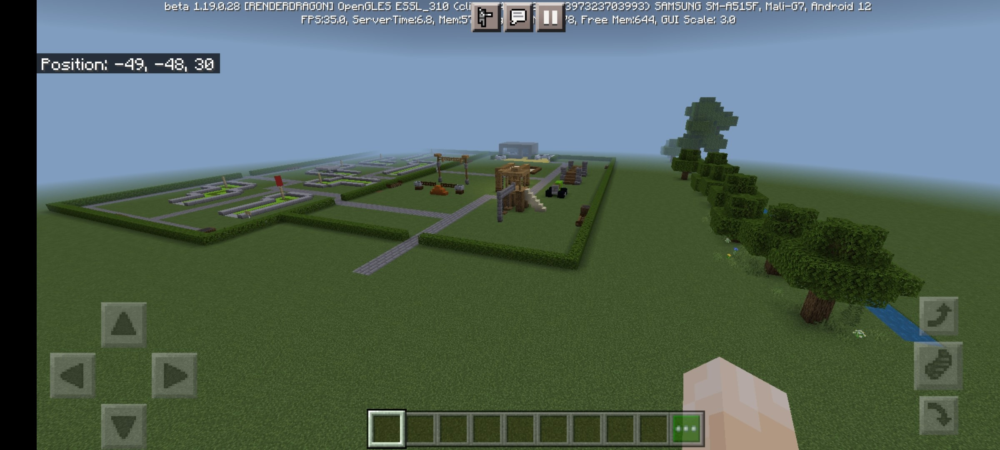 beta 1.19.0.28 [RENDERDRAGON] OpenGLES ESSL_310 397323703993) SAMSUNG SM-A515F, Mali-G7, Android 12
FPS:35.0, ServerTime:6.8, Free Mem:644, GUI Scale: 3.0
Position: -49, -48, 30